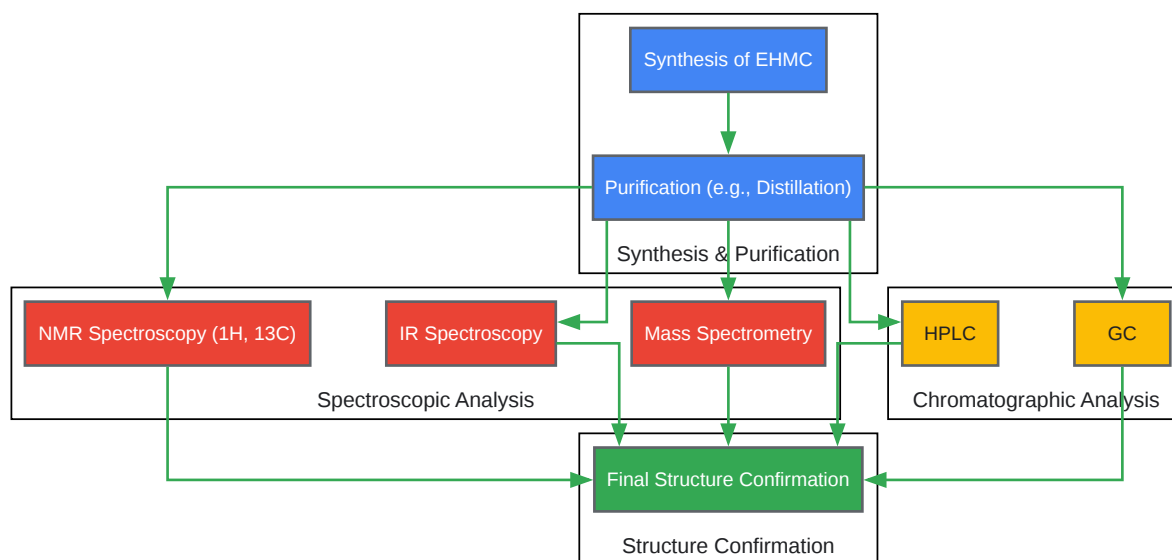 Synthesis of EHMC
Purification (e.g., Distillation)
Synthesis & Purification
NMR Spectroscopy (1H, 13C)
IR Spectroscopy
Mass Spectrometry
HPLC
GC
Spectroscopic Analysis
Chromatographic Analysis
Final Structure Confirmation
Structure Confirmation